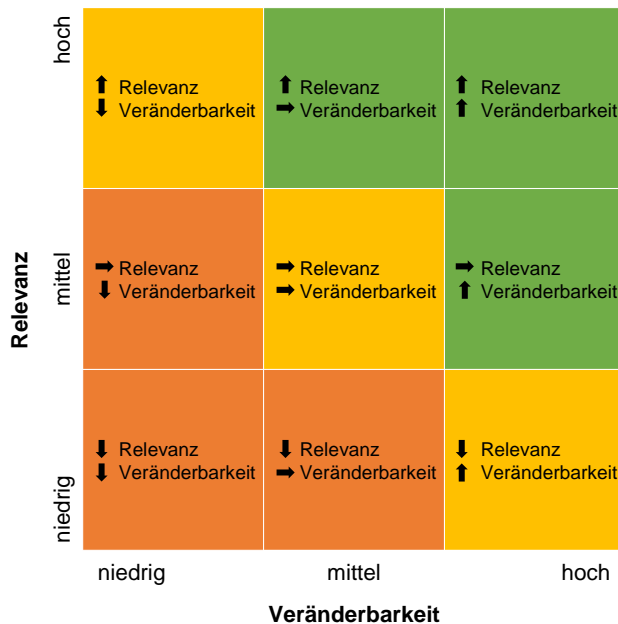 hoch
⬆ Relevanz
⬇ Veränderbarkeit
⬆ Relevanz
➡ Veränderbarkeit
⬆ Relevanz
⬆ Veränderbarkeit
Relevanz
mittel
➡ Relevanz
⬇ Veränderbarkeit
➡ Relevanz
➡ Veränderbarkeit
➡ Relevanz
⬆ Veränderbarkeit
niedrig
⬇ Relevanz
⬇ Veränderbarkeit
⬇ Relevanz
➡ Veränderbarkeit
⬇ Relevanz
⬆ Veränderbarkeit
niedrig mittel hoch
Veränderbarkeit